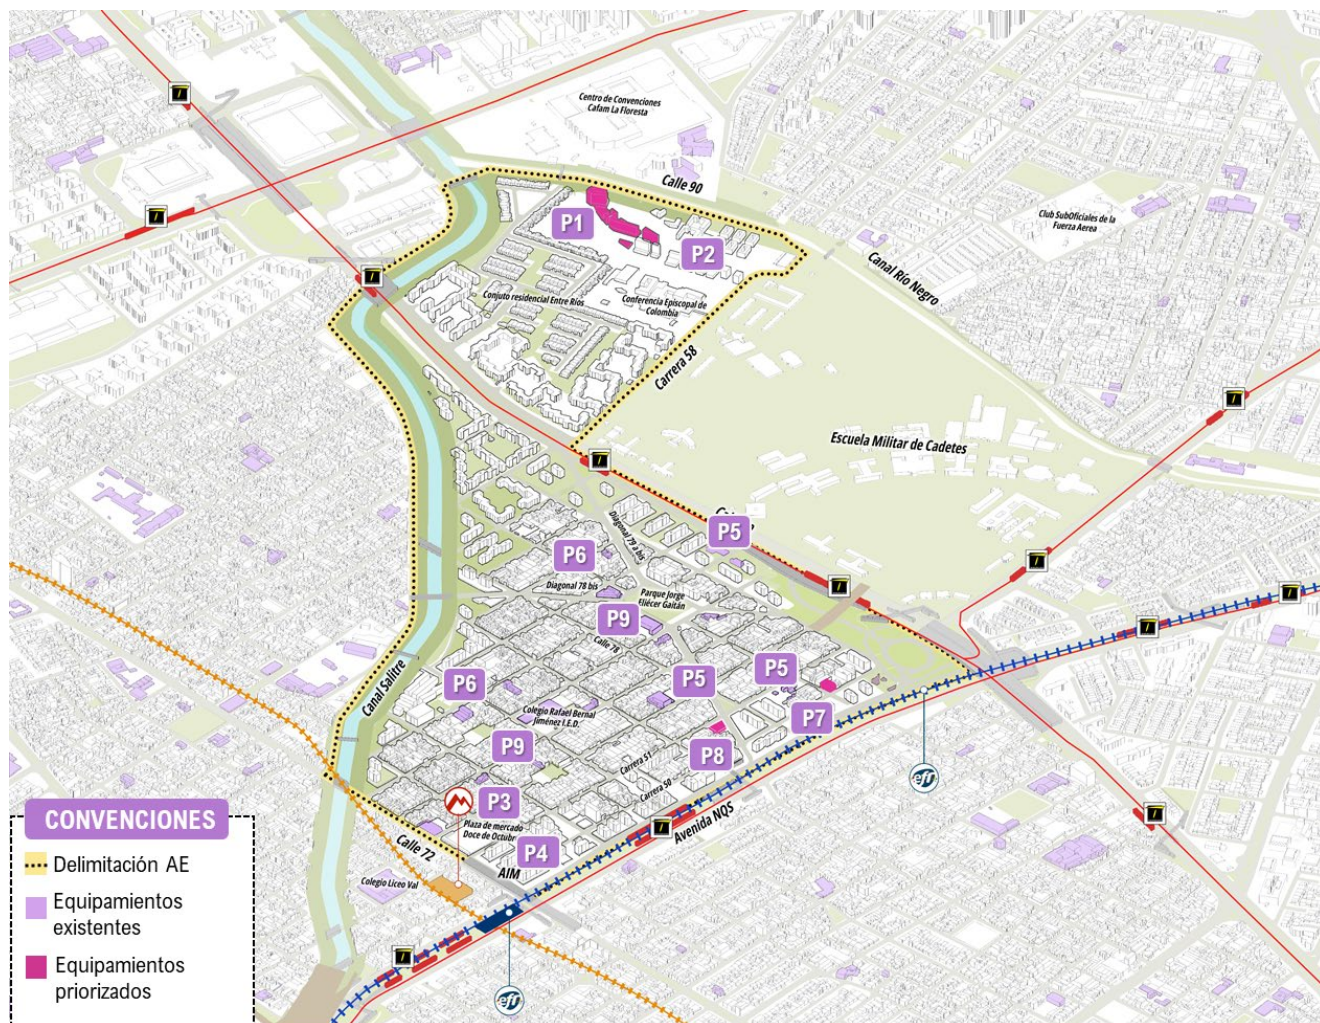 Centro de Convenciones
Cafam La Floresta
Calle 90
P1
P2
Club SubOficiales de la
Fuerza Aerea
Canal Rio Negro
Conjuto residencial Entre Ríos
Conferencia Episcopal de
Colombia
Carrera 58
Escuela Militar de Cadetes
P5
Diagonal 79 a bis
P6
Diagonal 78 bis
Parque Jorge
Eliécer Gaitán
P9
Calle 78
P5
P5
P6
Canal Salitre
Colegio Rafael Bernal
Jiménez I.E.D.
P7
P9
Carrera 51
P8
Carrera 50
P3
Plaza de mercado
Doce de Octubr
Avenida NQS
P4
Calle 72
AIM
Colegio Liceo Val
eff
eff
CONVENCIONES
Delimitación AE
Equipamientos
existentes
Equipamientos
priorizados